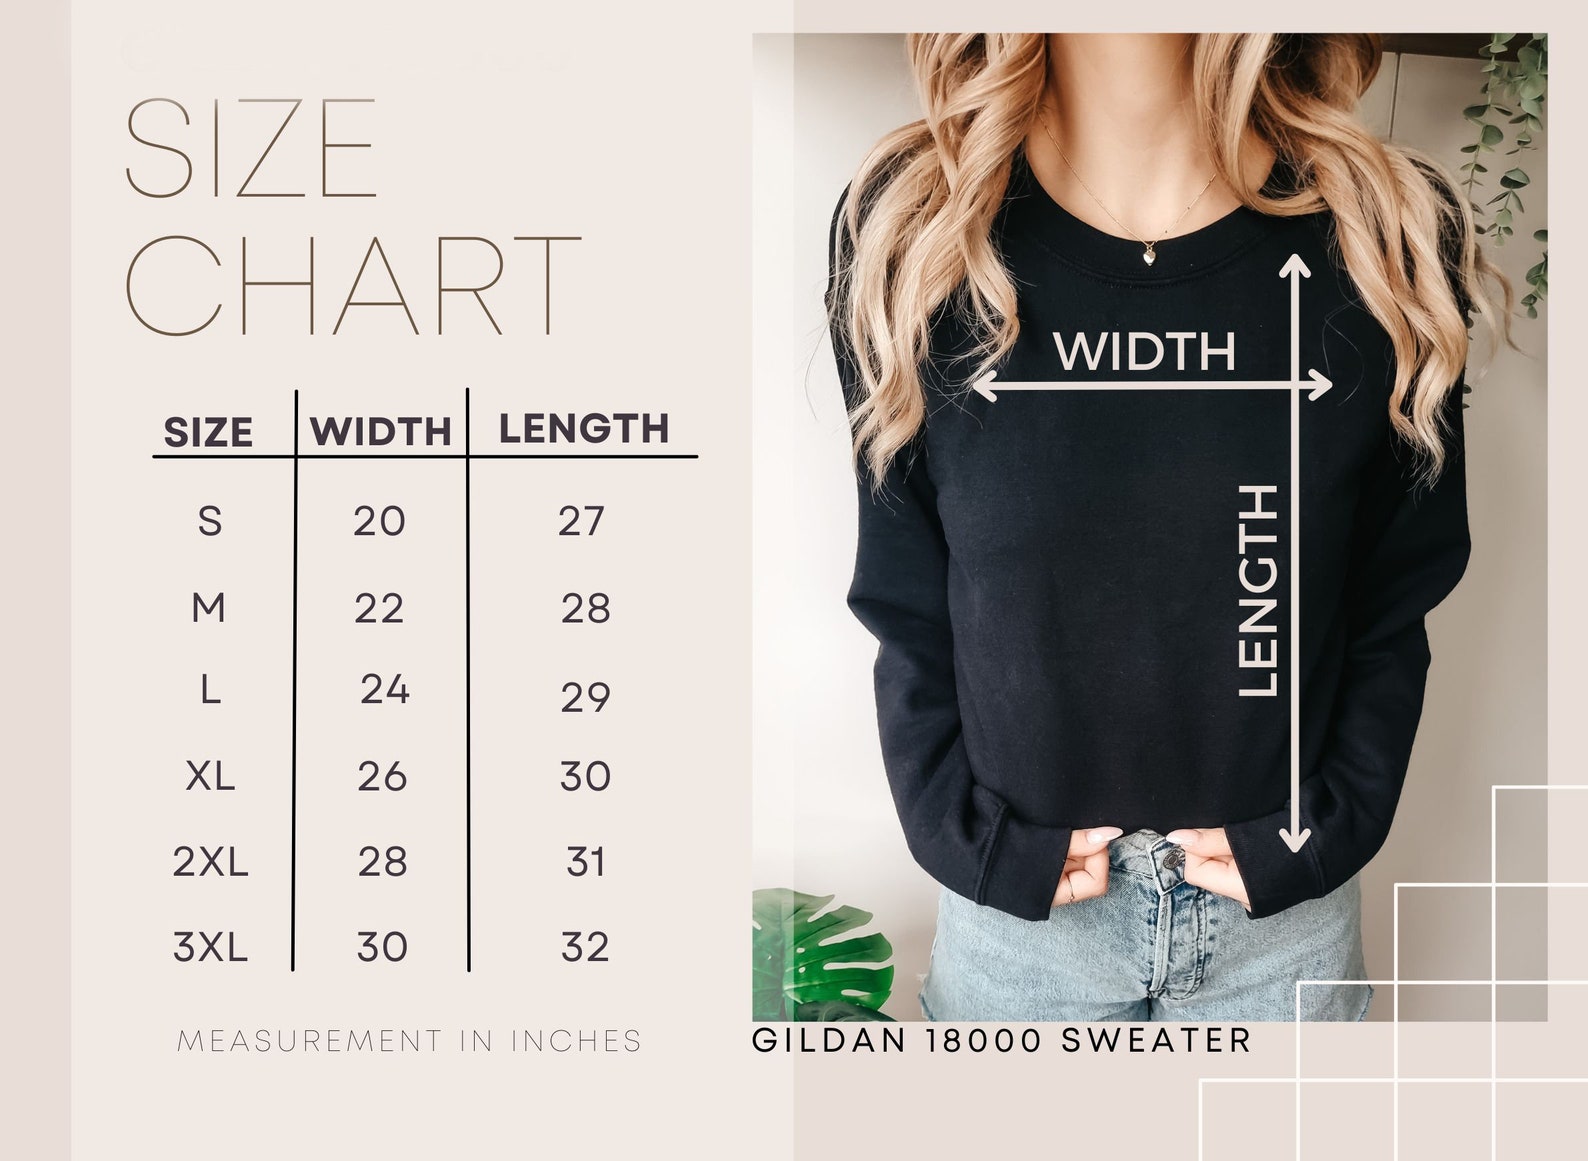 SIZE
CHART
SIZE WIDTH LENGTH
S 20 27
M 22 28
L 24 29
XL 26 30
2XL 28 31
3XL 30 32
MEASUREMENT IN INCHES
WIDTH
LENGTH
GILDAN 18000 SWEATER